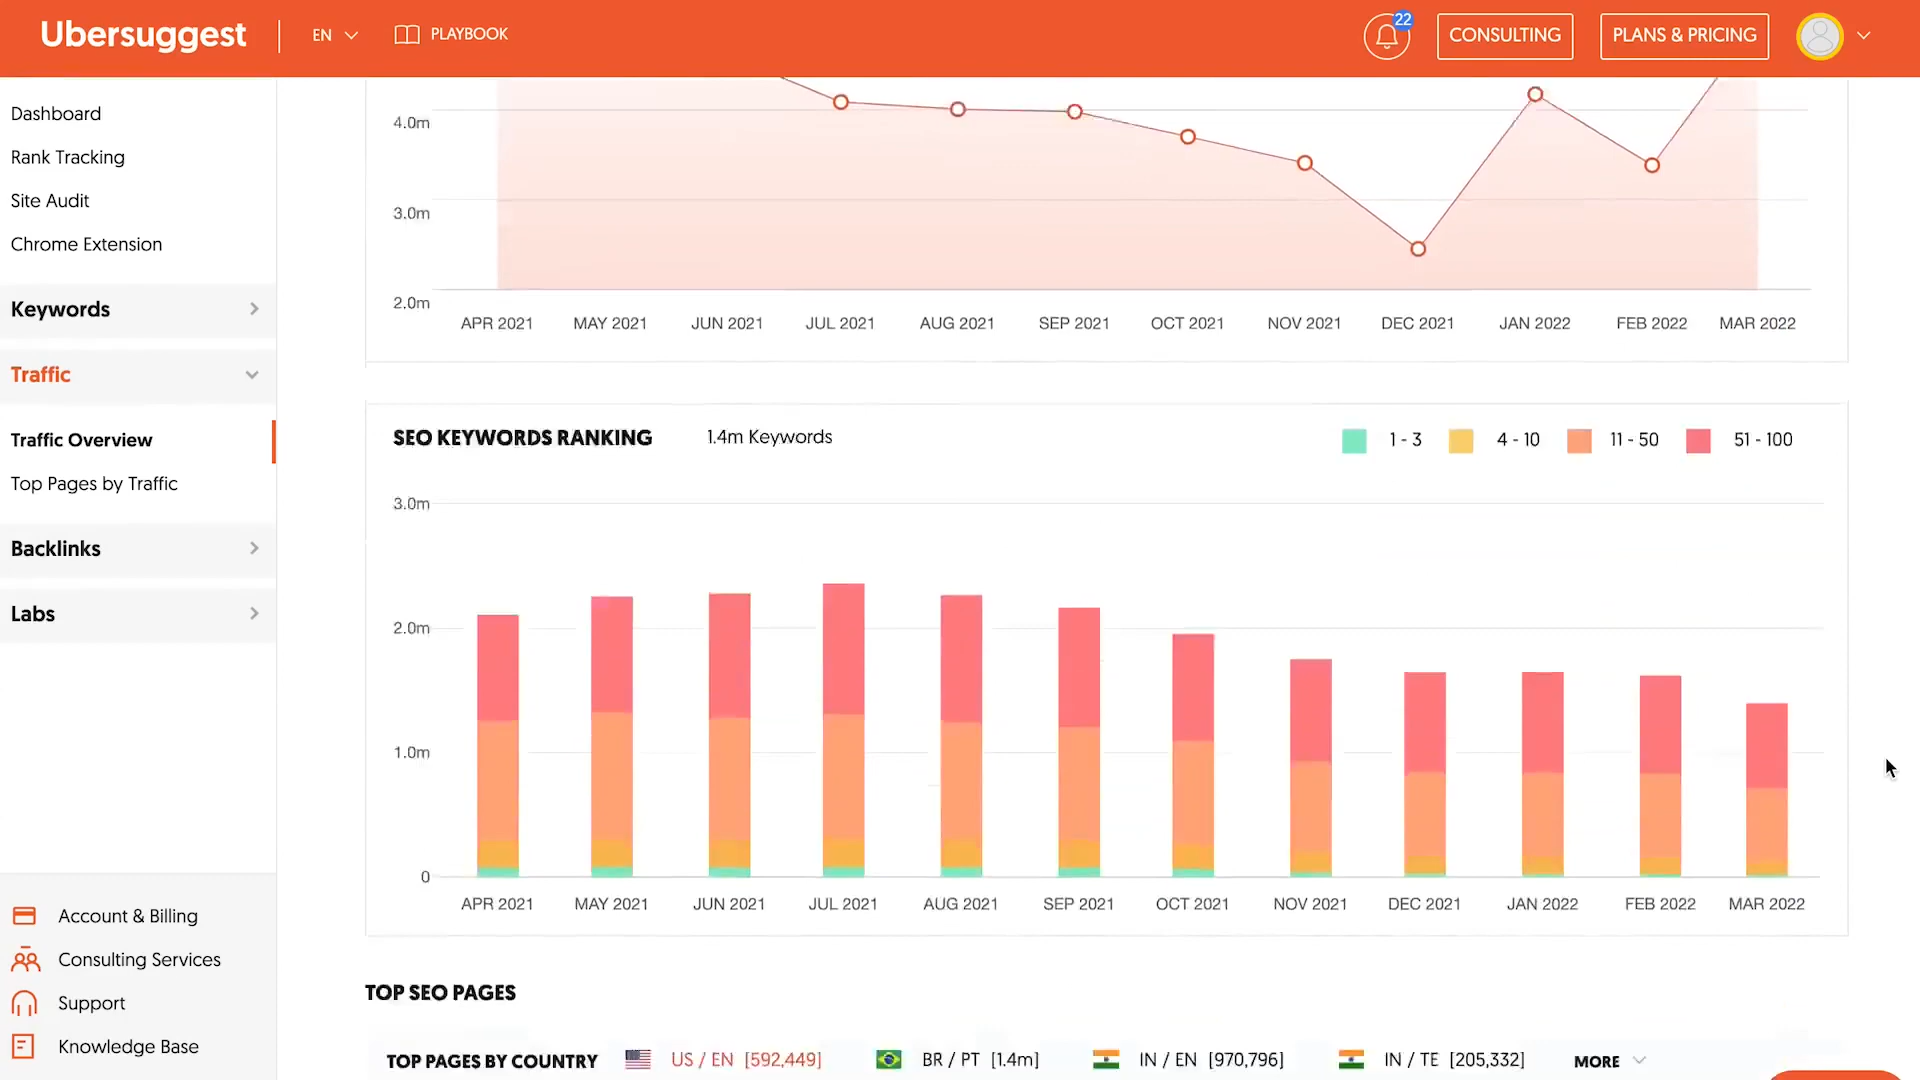 Ubersuggest
EN
PLAYBOOK
22
CONSULTING
PLANS & PRICING
Dashboard
Rank Tracking
Site Audit
Chrome Extension
Keywords
Traffic
Traffic Overview
Top Pages by Traffic
Backlinks
Labs
Account & Billing
Consulting Services
Support
Knowledge Base
4.0m
3.0m
2.0m
APR 2021 MAY 2021 JUN 2021 JUL 2021 AUG 2021 SEP 2021 OCT 2021 NOV 2021 DEC 2021 JAN 2022 FEB 2022 MAR 2022
SEO KEYWORDS RANKING 1.4m Keywords
1 - 3 4 - 10 11 - 50 51 - 100
3.0m
2.0m
1.0m
0
APR 2021 MAY 2021 JUN 2021 JUL 2021 AUG 2021 SEP 2021 OCT 2021 NOV 2021 DEC 2021 JAN 2022 FEB 2022 MAR 2022
TOP SEO PAGES
TOP PAGES BY COUNTRY US / EN [592,449] BR / PT [1.4m] IN / EN [970,796] IN / TE [205,332] MORE